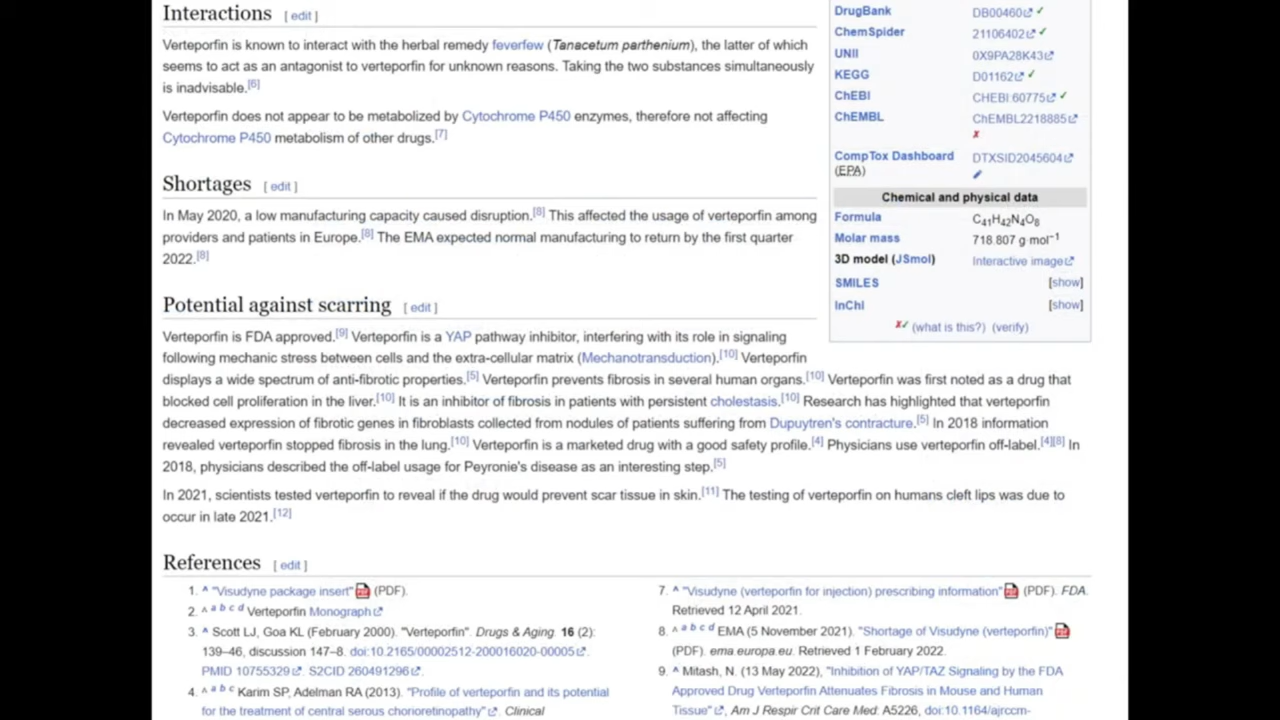 Interactions [ edit ]
Verteporfin is known to interact with the herbal remedy feverfew (Tanacetum parthenium), the latter of which
seems to act as an antagonist to verteporfin for unknown reasons. Taking the two substances simultaneously
is inadvisable.[6]
Verteporfin does not appear to be metabolized by Cytochrome P450 enzymes, therefore not affecting
Cytochrome P450 metabolism of other drugs.[7]
Shortages [ edit ]
In May 2020, a low manufacturing capacity caused disruption.[8] This affected the usage of verteporfin among
providers and patients in Europe.[8] The EMA expected normal manufacturing to return by the first quarter
2022.[8]
Potential against scarring [ edit ]
Verteporfin is FDA approved.[9] Verteporfin is a YAP pathway inhibitor, interfering with its role in signaling
following mechanic stress between cells and the extra-cellular matrix (Mechanotransduction).[10] Verteporfin
displays a wide spectrum of anti-fibrotic properties.[5] Verteporfin prevents fibrosis in several human organs.[10] Verteporfin was first noted as a drug that
blocked cell proliferation in the liver.[10] It is an inhibitor of fibrosis in patients with persistent cholestasis.[10] Research has highlighted that verteporfin
decreased expression of fibrotic genes in fibroblasts collected from nodules of patients suffering from Dupuytren's contracture.[5] In 2018 information
revealed verteporfin stopped fibrosis in the lung.[10] Verteporfin is a marketed drug with a good safety profile.[4] Physicians use verteporfin off-label.[4][8] In
2018, physicians described the off-label usage for Peyronie's disease as an interesting step.[5]
In 2021, scientists tested verteporfin to reveal if the drug would prevent scar tissue in skin.[11] The testing of verteporfin on humans cleft lips was due to
occur in late 2021.[12]
DrugBank DB00460 ✓
ChemSpider 21106402 ✓
UNII 0X9PA28K43
KEGG D01162 ✓
ChEBI CHEBI:60775 ✓
ChEMBL ChEMBL2218885
✗
CompTox Dashboard (EPA) DTXSID2045604
Chemical and physical data
Formula C41H42N4O8
Molar mass 718.807 g·mol−1
3D model (JSmol) Interactive image
SMILES [show]
InChI [show]
✗✓ (what is this?) (verify)
References [ edit ]
1. ^ "Visudyne package insert" (PDF).
2. ^ a b c d Verteporfin Monograph
3. ^ Scott LJ, Goa KL (February 2000). "Verteporfin". Drugs & Aging. 16 (2):
139–46, discussion 147–8. doi:10.2165/00002512-200016020-00005.
PMID 10755329. S2CID 260491296.
4. ^ a b c Karim SP, Adelman RA (2013). "Profile of verteporfin and its potential
for the treatment of central serous chorioretinopathy". Clinical
7. ^ "Visudyne (verteporfin for injection) prescribing information" (PDF). FDA.
Retrieved 12 April 2021.
8. ^ a b c d EMA (5 November 2021). "Shortage of Visudyne (verteporfin)"
(PDF). ema.europa.eu. Retrieved 1 February 2022.
9. ^ Mitash, N. (13 May 2022), "Inhibition of YAP/TAZ Signaling by the FDA
Approved Drug Verteporfin Attenuates Fibrosis in Mouse and Human
Tissue", Am J Respir Crit Care Med: A5226, doi:10.1164/ajrccm-